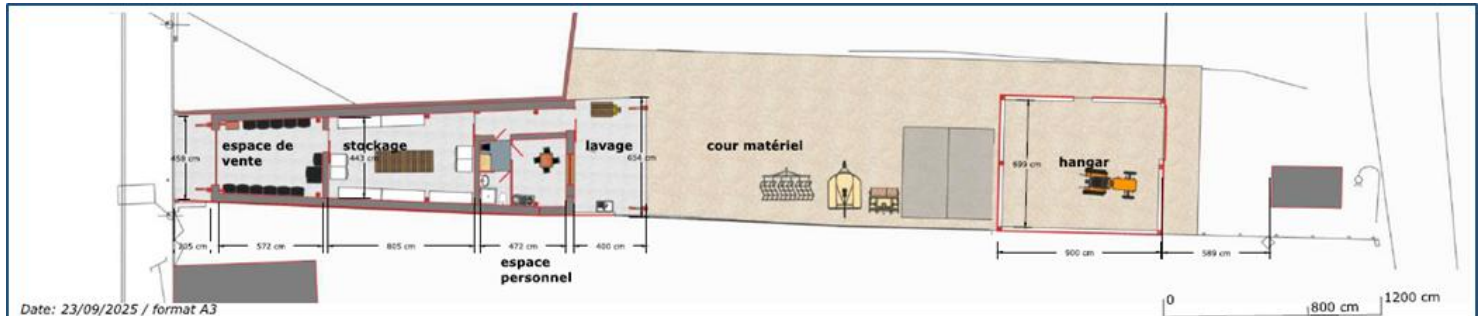 espace de
vente
stockage
lavage
cour matériel
hangar
458 cm
443 cm
654 cm
699 cm
205 cm
572 cm
805 cm
472 cm
400 cm
900 cm
589 cm
espace
personnel
0
800 cm
1200 cm
Date: 23/09/2025 / format A3